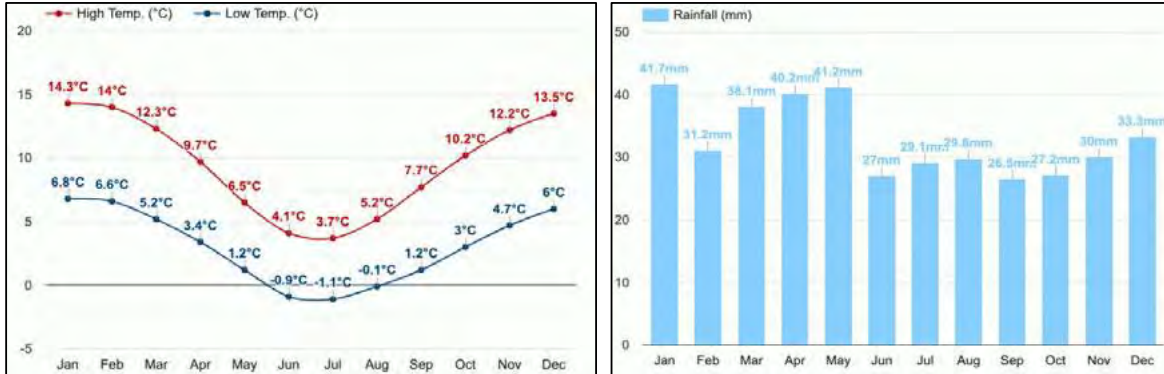 High Temp. (°C) Low Temp. (°C)
20
15
10
5
0
-5
14.3°C 14°C 12.3°C 9.7°C 6.5°C 4.1°C 3.7°C 5.2°C 7.7°C 10.2°C 12.2°C 13.5°C
6.8°C 6.6°C 5.2°C 3.4°C 1.2°C -0.9°C -1.1°C -0.1°C 1.2°C 3°C 4.7°C 6°C
Jan Feb Mar Apr May Jun Jul Aug Sep Oct Nov Dec
Rainfall (mm)
50
40
30
20
10
0
41.7mm 31.2mm 38.1mm 40.2mm 41.2mm 27mm 29.1mm 29.8mm 26.5mm 27.2mm 30mm 33.3mm
Jan Feb Mar Apr May Jun Jul Aug Sep Oct Nov Dec